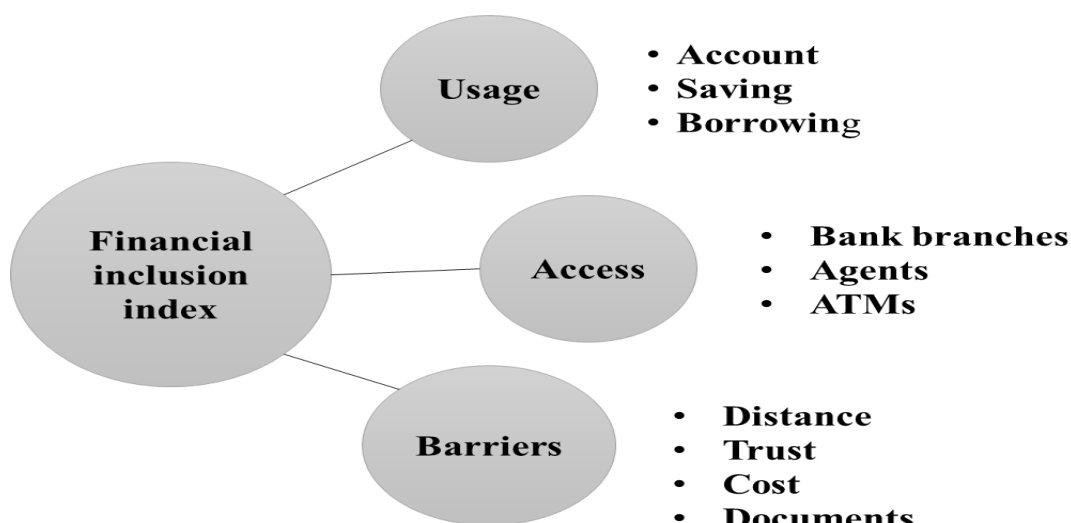 Usage
• Account
• Saving
• Borrowing
Financial
inclusion
index
Access
• Bank branches
• Agents
• ATMs
Barriers
• Distance
• Trust
• Cost
• Documents